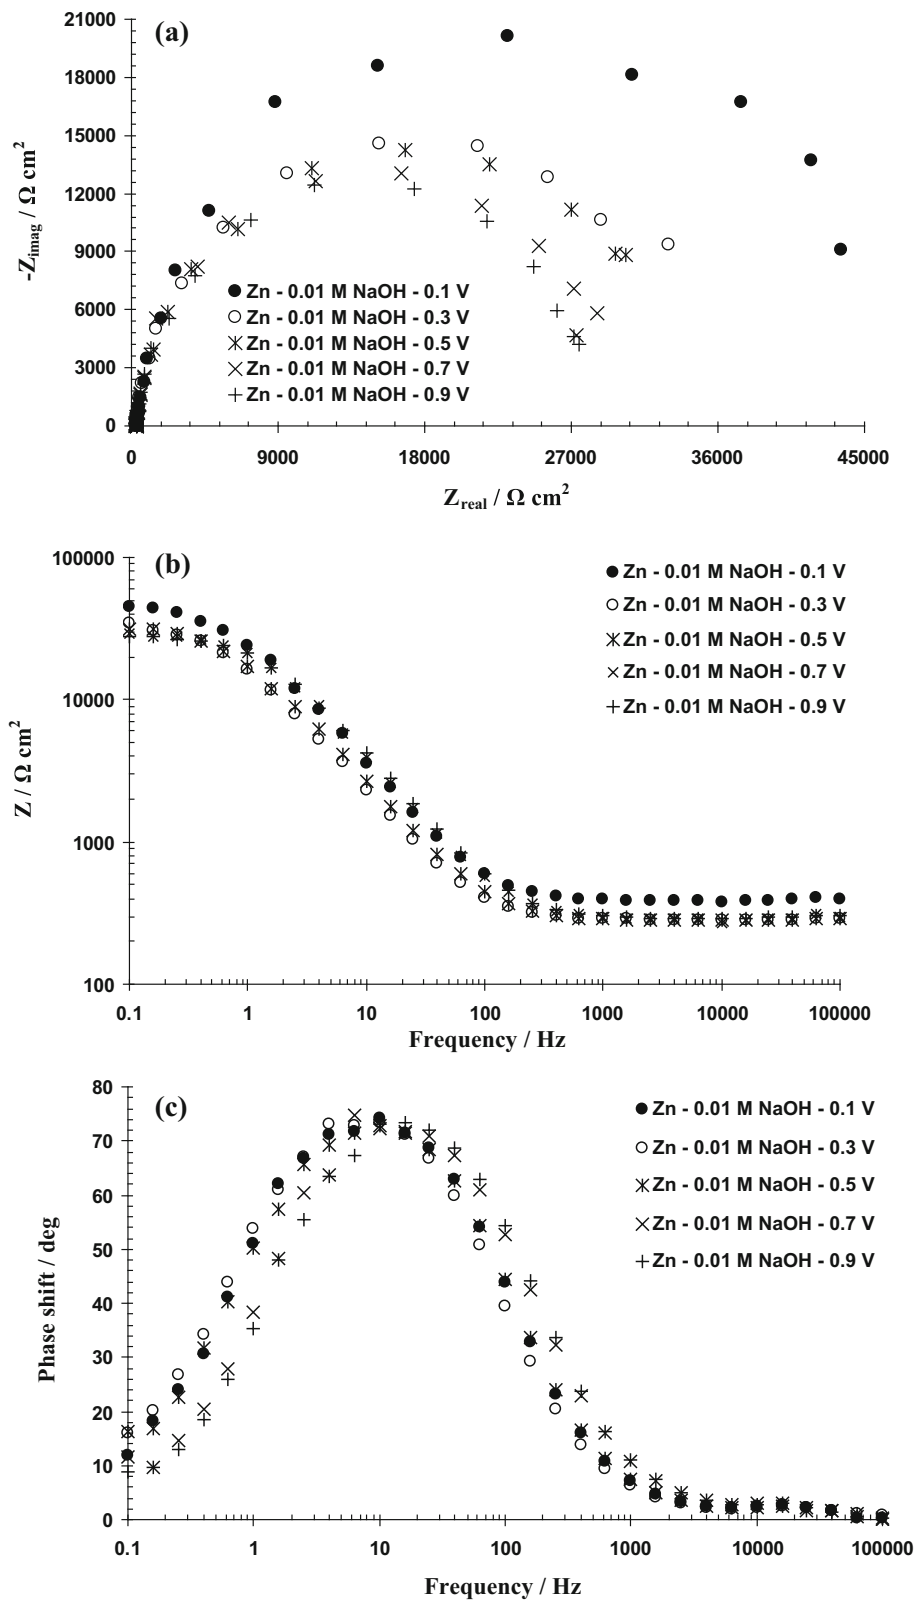 (a)
21000
18000
15000
12000
9000
6000
3000
0
-Z_imag / Ω cm²
Zn - 0.01 M NaOH - 0.1 V
Zn - 0.01 M NaOH - 0.3 V
Zn - 0.01 M NaOH - 0.5 V
Zn - 0.01 M NaOH - 0.7 V
Zn - 0.01 M NaOH - 0.9 V
0 9000 18000 27000 36000 45000
Z_real / Ω cm²
(b)
100000
10000
1000
100
Z / Ω cm²
Zn - 0.01 M NaOH - 0.1 V
Zn - 0.01 M NaOH - 0.3 V
Zn - 0.01 M NaOH - 0.5 V
Zn - 0.01 M NaOH - 0.7 V
Zn - 0.01 M NaOH - 0.9 V
0.1 1 10 100 1000 10000 100000
Frequency / Hz
(c)
80
70
60
50
40
30
20
10
0
Phase shift / deg
Zn - 0.01 M NaOH - 0.1 V
Zn - 0.01 M NaOH - 0.3 V
Zn - 0.01 M NaOH - 0.5 V
Zn - 0.01 M NaOH - 0.7 V
Zn - 0.01 M NaOH - 0.9 V
0.1 1 10 100 1000 10000 100000
Frequency / Hz